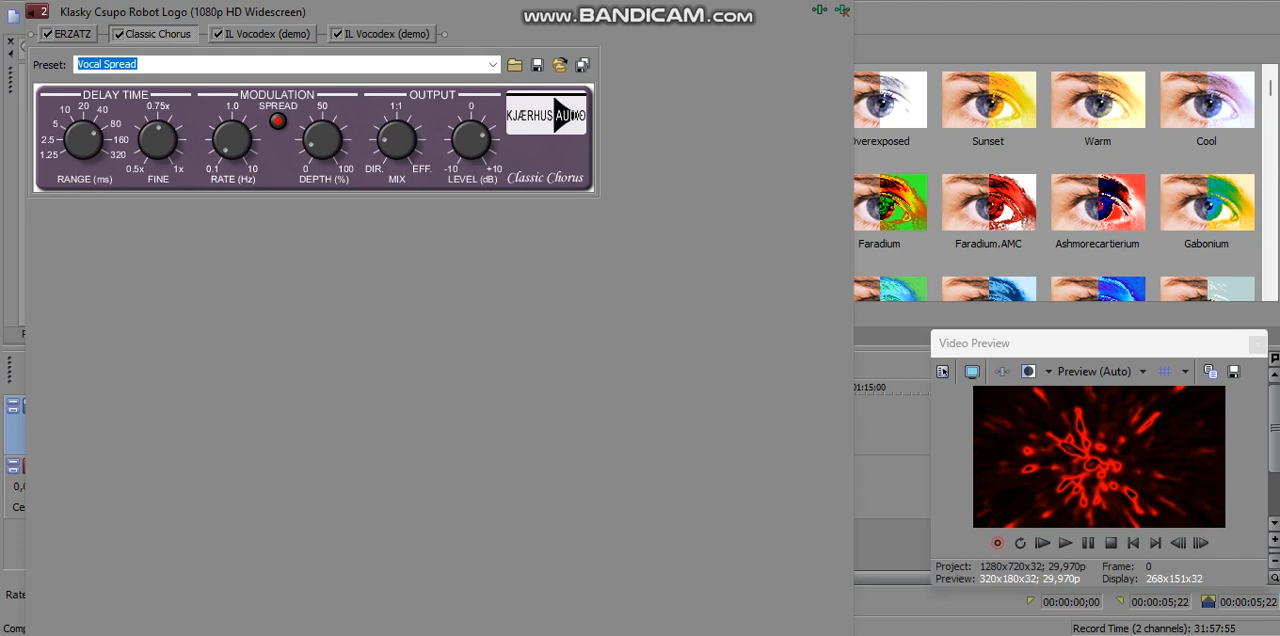 2
Klasky Csupo Robot Logo (1080p HD Widescreen)
www.BANDICAM.com
ERZATZ
Classic Chorus
IL Vocodex (demo)
IL Vocodex (demo)
Preset:
Vocal Spread
DELAY TIME
MODULATION
OUTPUT
20
10
40
5
80
2.5
160
1.25
320
RANGE (ms)
0.75x
0.5x
1x
FINE
1.0
0.1
10
RATE (Hz)
SPREAD
50
0
100
DEPTH (%)
1:1
DIR.
EFF.
MIX
0
-10
+10
LEVEL (dB)
KJÆRHUS AUDIO
Classic Chorus
Overexposed
Sunset
Warm
Cool
Faradium
Faradium.AMC
Ashmorecartierium
Gabonium
Video Preview
Preview (Auto)
01:15:00
0,0
Ce
Project: 1280x720x32; 29,970p
Frame: 0
Preview: 320x180x32; 29,970p
Display: 268x151x32
Rate
00:00:00;00
00:00:05;22
00:00:05;22
Comp
Record Time (2 channels): 31:57:55